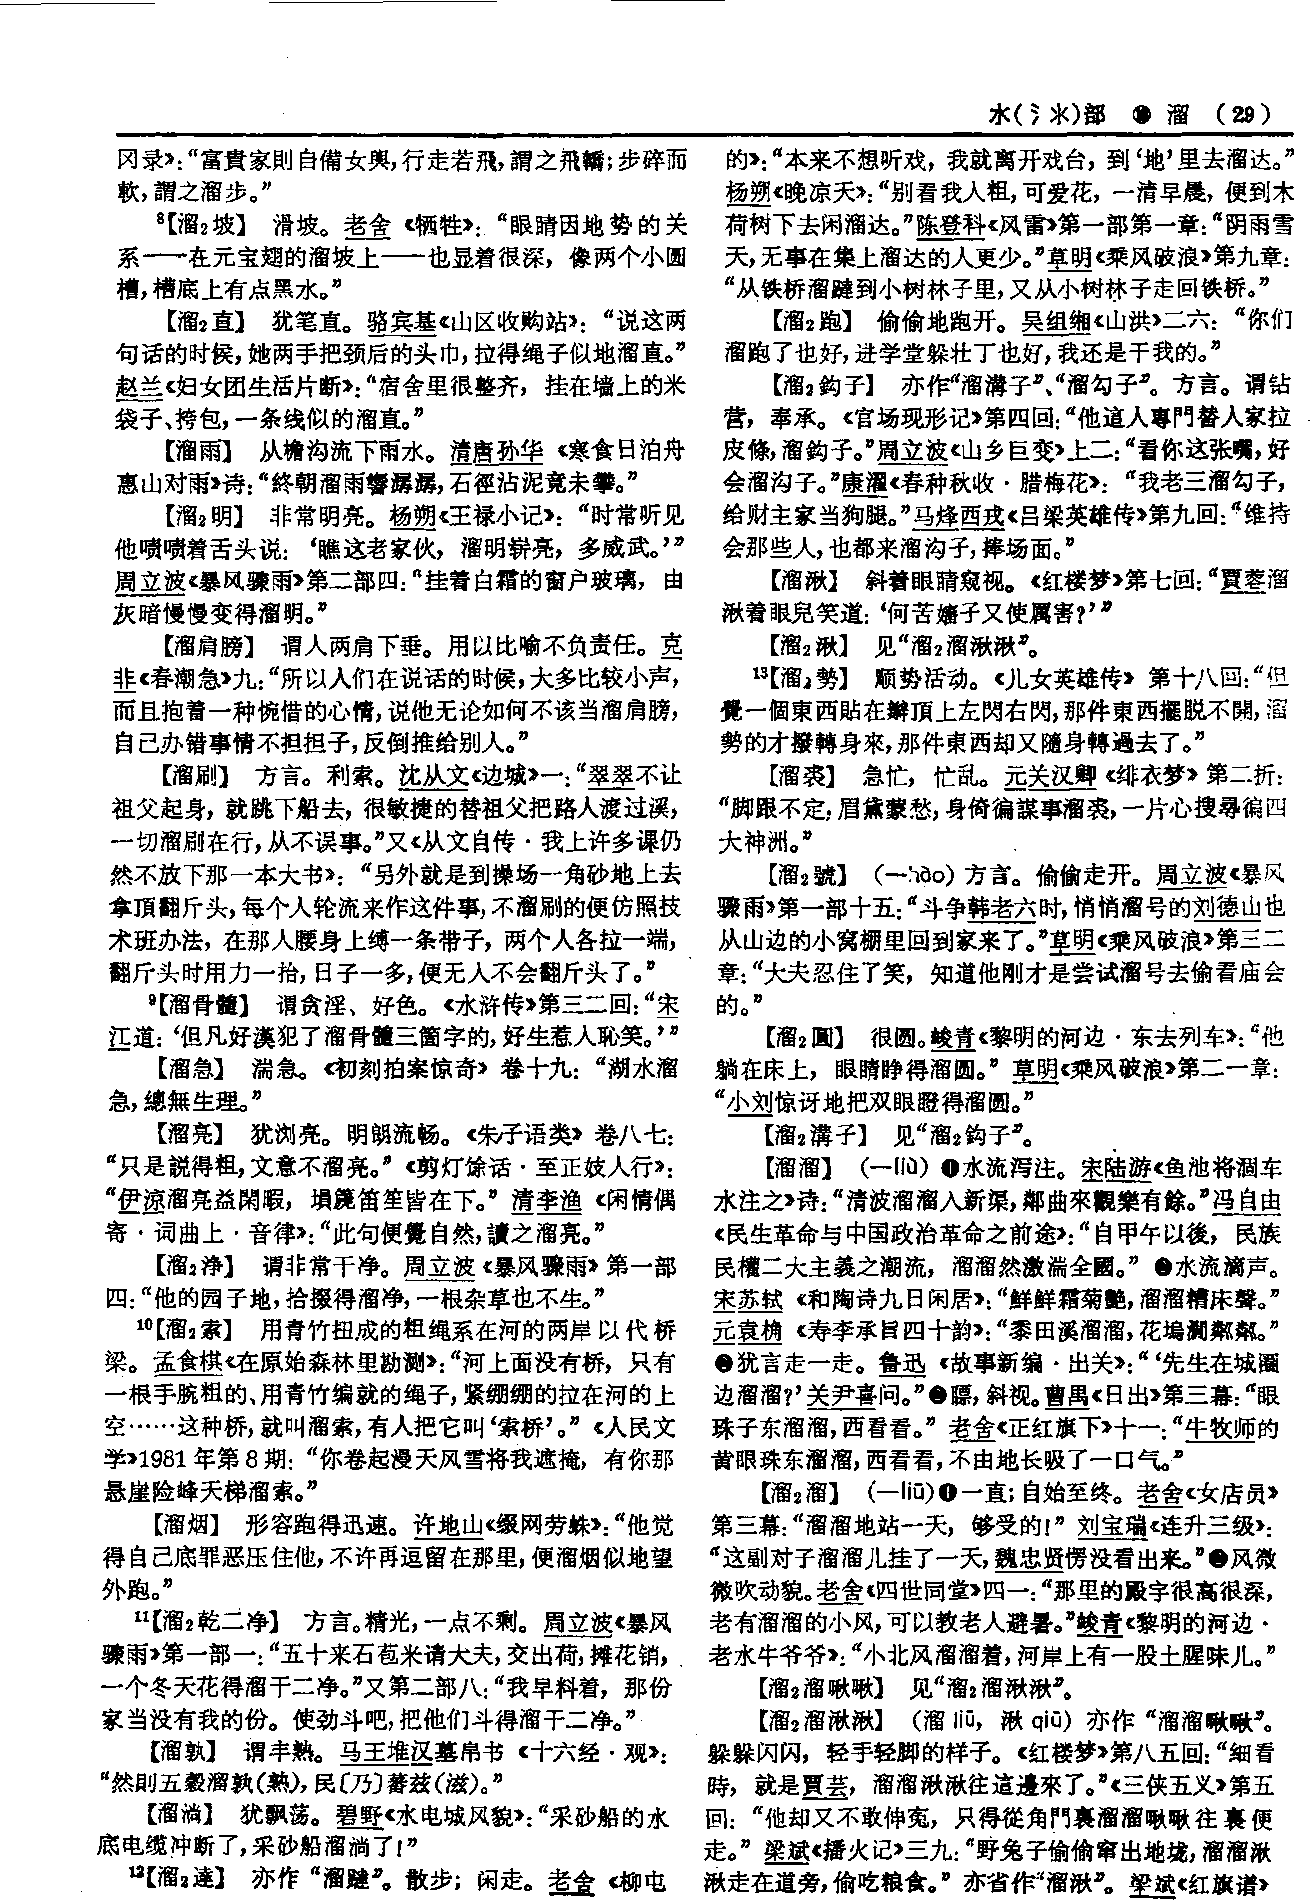 水(氵氺)部 ⑩ 溜 (29)
冈录》：“富貴家則自備女輿，行走若飛，謂之飛轎；步碎而
軟，謂之溜步。”
⁸【溜₂坡】 滑坡。老舍《牺牲》：“眼睛因地势的关
系——在元宝翅的溜坡上——也显着很深，像两个小圆
槽，槽底上有点黑水。”
【溜₂直】 犹笔直。骆宾基《山区收购站》：“说这两
句话的时候，她两手把颈后的头巾，拉得绳子似地溜直。”
赵兰《妇女团生活片断》：“宿舍里很整齐，挂在墙上的米
袋子、挎包，一条线似的溜直。”
【溜雨】 从檐沟流下雨水。清唐孙华《寒食日泊舟
惠山对雨》诗：“終朝溜雨響潺潺，石徑沾泥竟未攀。”
【溜₂明】 非常明亮。杨朔《王禄小记》：“时常听见
他啧啧着舌头说：‘瞧这老家伙，溜明崭亮，多威武。’”
周立波《暴风骤雨》第二部四：“挂着白霜的窗户玻璃，由
灰暗慢慢变得溜明。”
【溜肩膀】 谓人两肩下垂。用以比喻不负责任。克
非《春潮急》九：“所以人们在说话的时候，大多比较小声，
而且抱着一种惋惜的心情，说他无论如何不该当溜肩膀，
自己办错事情不担担子，反倒推给别人。”
【溜刷】 方言。利索。沈从文《边城》一：“翠翠不让
祖父起身，就跳下船去，很敏捷的替祖父把路人渡过溪，
一切溜刷在行，从不误事。”又《从文自传·我上许多课仍
然不放下那一本大书》：“另外就是到操场一角砂地上去
拿頂翻斤头，每个人轮流来作这件事，不溜刷的便仿照技
术班办法，在那人腰身上缚一条带子，两个人各拉一端，
翻斤头时用力一抬，日子一多，便无人不会翻斤头了。”
⁹【溜骨髓】 谓贪淫、好色。《水浒传》第三二回：“宋
江道：‘但凡好漢犯了溜骨髓三箇字的，好生惹人恥笑。’”
【溜急】 湍急。《初刻拍案惊奇》卷十九：“湖水溜
急，總無生理。”
【溜亮】 犹浏亮。明朗流畅。《朱子语类》卷八七：
“只是説得粗，文意不溜亮。”《剪灯馀话·至正妓人行》：
“伊凉溜亮益閑暇，塤篪笛笙皆在下。”清李渔《闲情偶
寄·词曲上·音律》：“此句便覺自然，讀之溜亮。”
【溜₂净】 谓非常干净。周立波《暴风骤雨》第一部
四：“他的园子地，拾掇得溜净，一根杂草也不生。”
¹⁰【溜₂索】 用青竹扭成的粗绳系在河的两岸以代桥
梁。孟食棋《在原始森林里勘测》：“河上面没有桥，只有
一根手腕粗的、用青竹编就的绳子，紧绷绷的拉在河的上
空……这种桥，就叫溜索，有人把它叫‘索桥’。”《人民文
学》1981年第8期：“你卷起漫天风雪将我遮掩，有你那
悬崖险峰天梯溜索。”
【溜烟】 形容跑得迅速。许地山《缀网劳蛛》：“他觉
得自己底罪恶压住他，不许再逗留在那里，便溜烟似地望
外跑。”
¹¹【溜₂乾二净】 方言。精光，一点不剩。周立波《暴风
骤雨》第一部一：“五十来石苞米请大夫，交出荷，摊花销，
一个冬天花得溜干二净。”又第二部八：“我早料着，那份
家当没有我的份。使劲斗吧，把他们斗得溜干二净。”
【溜孰】 谓丰熟。马王堆汉墓帛书《十六经·观》：
“然則五穀溜孰(熟)，民〔乃〕蕃兹(滋)。”
【溜淌】 犹飘荡。碧野《水电城风貌》：“采砂船的水
底电缆冲断了，采砂船溜淌了！”
¹²【溜₂達】 亦作“溜躂”。散步；闲走。老舍《柳屯
的》：“本来不想听戏，我就离开戏台，到‘地’里去溜达。”
杨朔《晚凉天》：“别看我人粗，可爱花，一清早晨，便到木
荷树下去闲溜达。”陈登科《风雷》第一部第一章：“阴雨雪
天，无事在集上溜达的人更少。”草明《乘风破浪》第九章：
“从铁桥溜躂到小树林子里，又从小树林子走回铁桥。”
【溜₂跑】 偷偷地跑开。吴组缃《山洪》二六：“你们
溜跑了也好，进学堂躲壮丁也好，我还是干我的。”
【溜₂鈎子】 亦作“溜溝子”、“溜勾子”。方言。谓钻
营，奉承。《官场现形记》第四回：“他這人專門替人家拉
皮條，溜鈎子。”周立波《山乡巨变》上二：“看你这张嘴，好
会溜沟子。”康濯《春种秋收·腊梅花》：“我老三溜勾子，
给财主家当狗腿。”马烽西戎《吕梁英雄传》第九回：“维持
会那些人，也都来溜沟子，捧场面。”
【溜湫】 斜着眼睛窥视。《红楼梦》第七回：“賈蓉溜
湫着眼兒笑道：‘何苦嬸子又使厲害？’”
【溜₂湫】 见“溜₂溜湫湫”。
¹³【溜₂勢】 顺势活动。《儿女英雄传》第十八回：“但
覺一個東西貼在辮頂上左閃右閃，那件東西擺脱不開，溜
勢的才撥轉身來，那件東西却又隨身轉過去了。”
【溜裘】 急忙，忙乱。元关汉卿《绯衣梦》第二折：
“脚跟不定，眉黛蒙愁，身倚徧謀事溜裘，一片心搜尋徧四
大神洲。”
【溜₂號】 (—hào) 方言。偷偷走开。周立波《暴风
骤雨》第一部十五：“斗争韩老六时，悄悄溜号的刘德山也
从山边的小窝棚里回到家来了。”草明《乘风破浪》第三二
章：“大夫忍住了笑，知道他刚才是尝试溜号去偷看庙会
的。”
【溜₂圓】 很圆。峻青《黎明的河边·东去列车》：“他
躺在床上，眼睛睁得溜圆。”草明《乘风破浪》第二一章：
“小刘惊讶地把双眼瞪得溜圆。”
【溜₂溝子】 见“溜₂鈎子”。
【溜溜】 (—liù) ❶水流泻注。宋陆游《鱼池将涸车
水注之》诗：“清波溜溜入新渠，鄰曲來觀樂有餘。”冯自由
《民生革命与中国政治革命之前途》：“自甲午以後，民族
民權二大主義之潮流，溜溜然激湍全國。” ❷水流滴声。
宋苏轼《和陶诗九日闲居》：“鮮鮮霜菊艷，溜溜糟床聲。”
元袁桷《寿李承旨四十韵》：“黍田溪溜溜，花塢澗粼粼。”
❸犹言走一走。鲁迅《故事新编·出关》：“‘先生在城圈
边溜溜？’关尹喜问。”❹瞟，斜视。曹禺《日出》第三幕：“眼
珠子东溜溜，西看看。”老舍《正红旗下》十一：“牛牧师的
黄眼珠东溜溜，西看看，不由地长吸了一口气。”
【溜₂溜】 (—liū)❶一直；自始至终。老舍《女店员》
第三幕：“溜溜地站一天，够受的！”刘宝瑞《连升三级》：
“这副对子溜溜儿挂了一天，魏忠贤愣没看出来。”❷风微
微吹动貌。老舍《四世同堂》四一：“那里的殿宇很高很深，
老有溜溜的小风，可以教老人避暑。”峻青《黎明的河边·
老水牛爷爷》：“小北风溜溜着，河岸上有一股土腥味儿。”
【溜₂溜啾啾】 见“溜₂溜湫湫”。
【溜₂溜湫湫】 (溜liū，湫qiū) 亦作“溜溜啾啾”。
躲躲闪闪，轻手轻脚的样子。《红楼梦》第八五回：“細看
時，就是賈芸，溜溜湫湫往這邊來了。”《三侠五义》第五
回：“他却又不敢伸冤，只得從角門裏溜溜啾啾往裏便
走。”梁斌《播火记》三九：“野兔子偷偷窜出地垅，溜溜湫
湫走在道旁，偷吃粮食。”亦省作“溜湫”。梁斌《红旗谱》